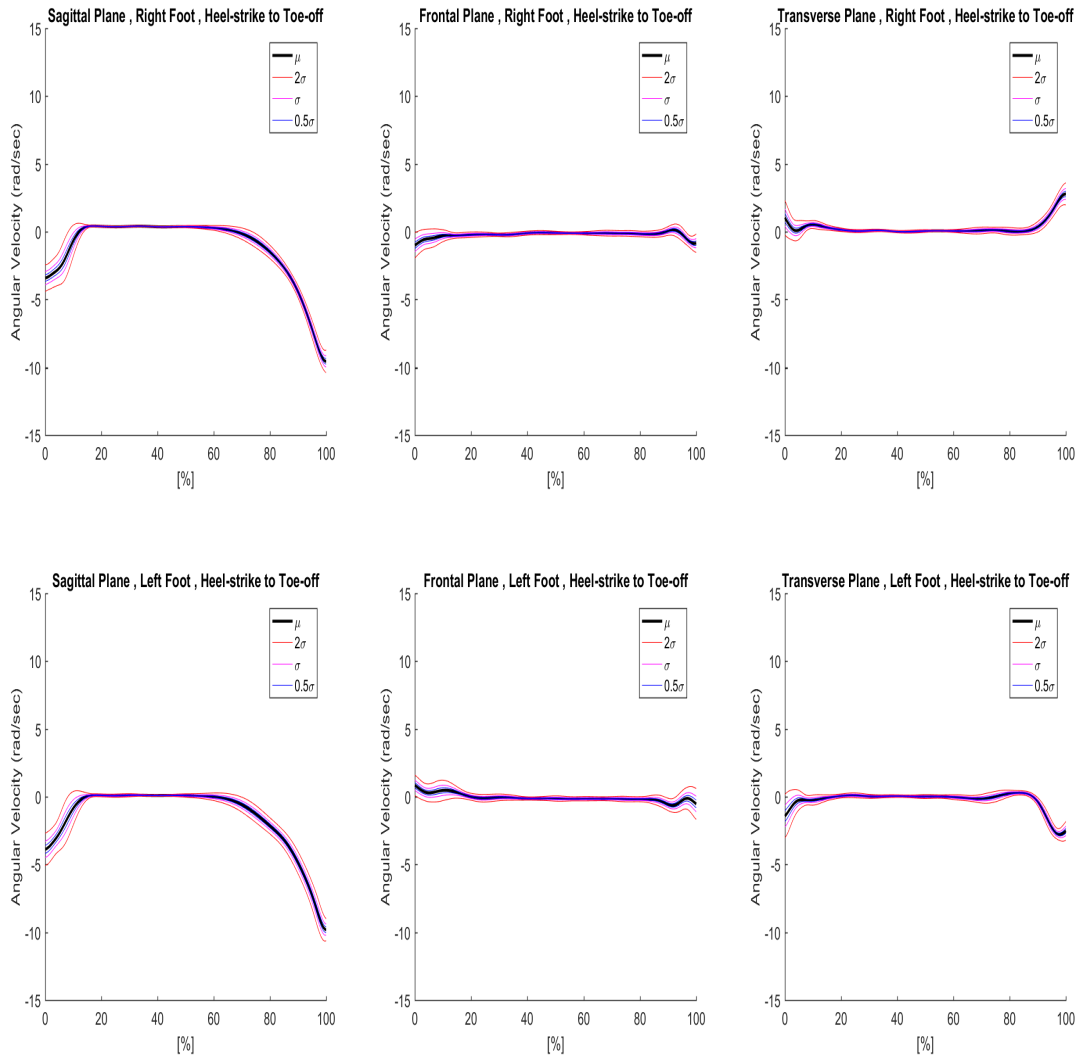 Sagittal Plane , Right Foot , Heel-strike to Toe-off
15
10
5
0
-5
-10
-15
Angular Velocity (rad/sec)
μ
2σ
σ
0.5σ
0 20 40 60 80 100
[%]
Frontal Plane , Right Foot , Heel-strike to Toe-off
15
10
5
0
-5
-10
-15
Angular Velocity (rad/sec)
μ
2σ
σ
0.5σ
0 20 40 60 80 100
[%]
Transverse Plane , Right Foot , Heel-strike to Toe-off
15
10
5
0
-5
-10
-15
Angular Velocity (rad/sec)
μ
2σ
σ
0.5σ
0 20 40 60 80 100
[%]
Sagittal Plane , Left Foot , Heel-strike to Toe-off
15
10
5
0
-5
-10
-15
Angular Velocity (rad/sec)
μ
2σ
σ
0.5σ
0 20 40 60 80 100
[%]
Frontal Plane , Left Foot , Heel-strike to Toe-off
15
10
5
0
-5
-10
-15
Angular Velocity (rad/sec)
μ
2σ
σ
0.5σ
0 20 40 60 80 100
[%]
Transverse Plane , Left Foot , Heel-strike to Toe-off
15
10
5
0
-5
-10
-15
Angular Velocity (rad/sec)
μ
2σ
σ
0.5σ
0 20 40 60 80 100
[%]